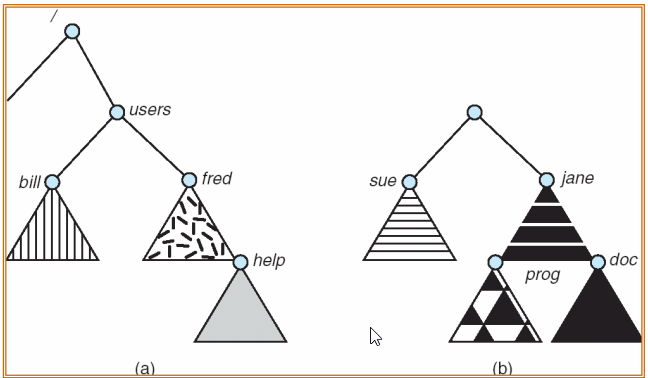 /
users
bill
fred
help
sue
jane
prog
doc
(a)
(b)